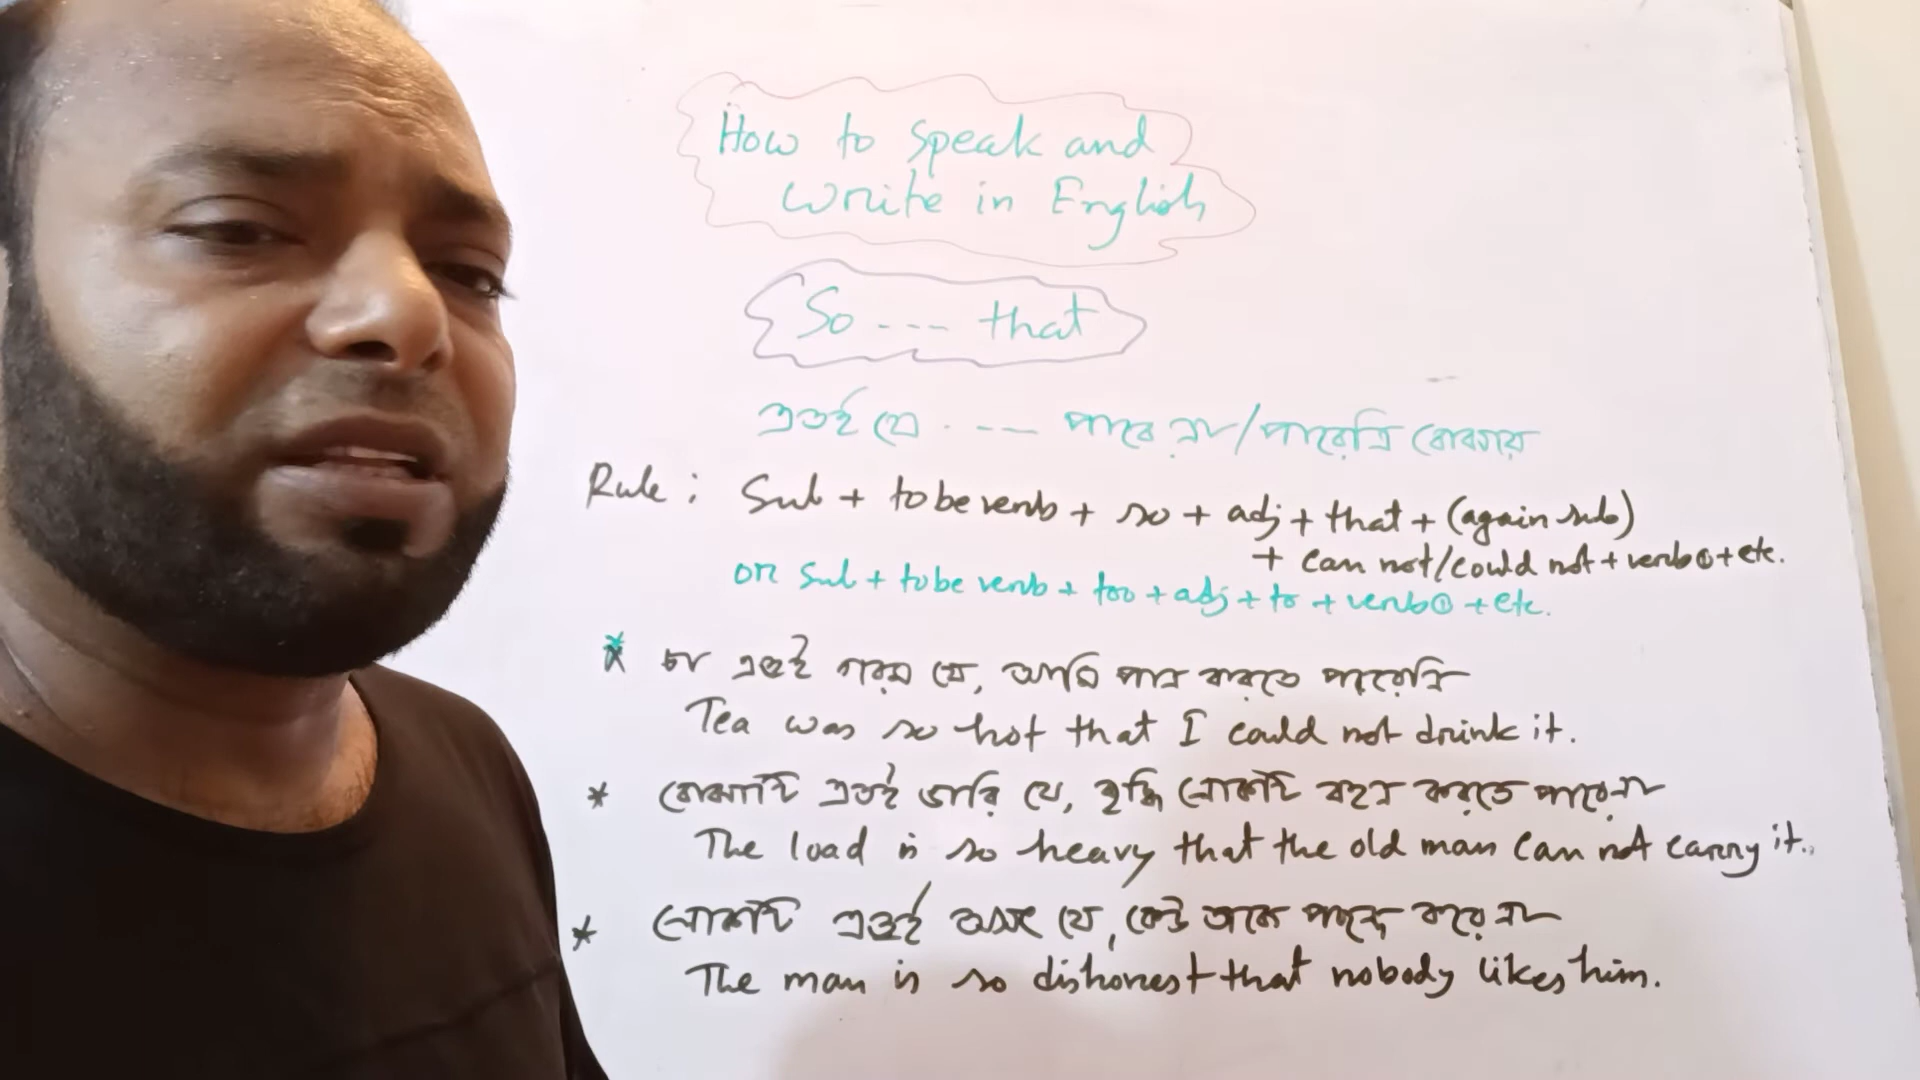 How to speak and
write in English
So --- that
এতই যে . --- পারে না/পারেনি বোঝায়
Rule : Sub + to be verb + so + adj + that + (again sub)
+ can not/could not + verb① + etc.
or Sub + to be verb + too + adj + to + verb① + etc.
* চা এতই গরম যে, আমি পান করতে পারেনি
Tea was so hot that I could not drink it.
* বোঝাটি এতই ভারি যে, বৃদ্ধ লোকটি বহন করতে পারেনা
The load is so heavy that the old man can not carry it.
* লোকটি এতই অসৎ যে, কেউ তাকে পছন্দ করে না
The man is so dishonest that nobody likes him.